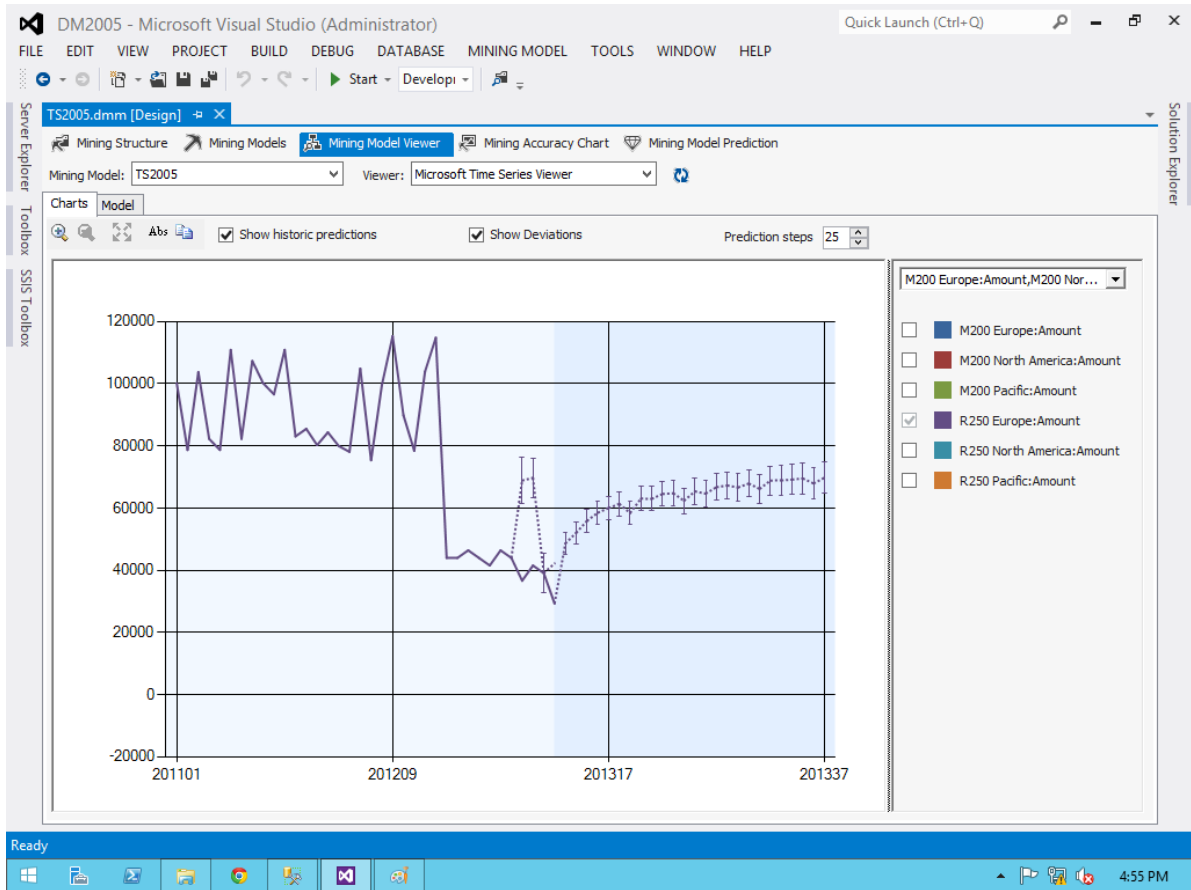 DM2005 - Microsoft Visual Studio (Administrator)
Quick Launch (Ctrl+Q)
FILE EDIT VIEW PROJECT BUILD DEBUG DATABASE MINING MODEL TOOLS WINDOW HELP
Start Developi
Server Explorer
Toolbox
SSIS Toolbox
Solution Explorer
TS2005.dmm [Design]
Mining Structure Mining Models Mining Model Viewer Mining Accuracy Chart Mining Model Prediction
Mining Model: TS2005 Viewer: Microsoft Time Series Viewer
Charts Model
Abs Show historic predictions Show Deviations Prediction steps 25
M200 Europe:Amount,M200 Nor...
M200 Europe:Amount
M200 North America:Amount
M200 Pacific:Amount
R250 Europe:Amount
R250 North America:Amount
R250 Pacific:Amount
120000
100000
80000
60000
40000
20000
0
-20000
201101 201209 201317 201337
Ready
4:55 PM